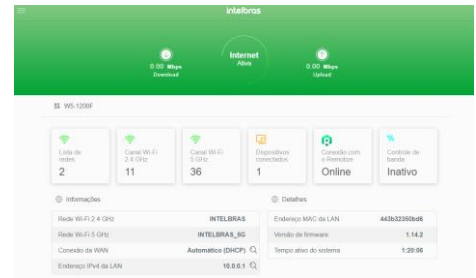 intelbras
Internet
Ativa
0.00 Mbps
Download
0.00 Mbps
Upload
W5-1200F
Lista de
redes
2
Canal Wi-Fi
2.4 GHz
11
Canal Wi-Fi
5 GHz
36
Dispositivos
conectados
1
Conexão com
o Remotize
Online
Controle de
banda
Inativo
Informações
Rede Wi-Fi 2.4 GHz INTELBRAS
Rede Wi-Fi 5 GHz INTELBRAS_5G
Conexão da WAN Automático (DHCP)
Endereço IPv4 da LAN 10.0.0.1
Detalhes
Endereço MAC da LAN 443b32350bd6
Versão de firmware 1.14.2
Tempo ativo do sistema 1:20:06